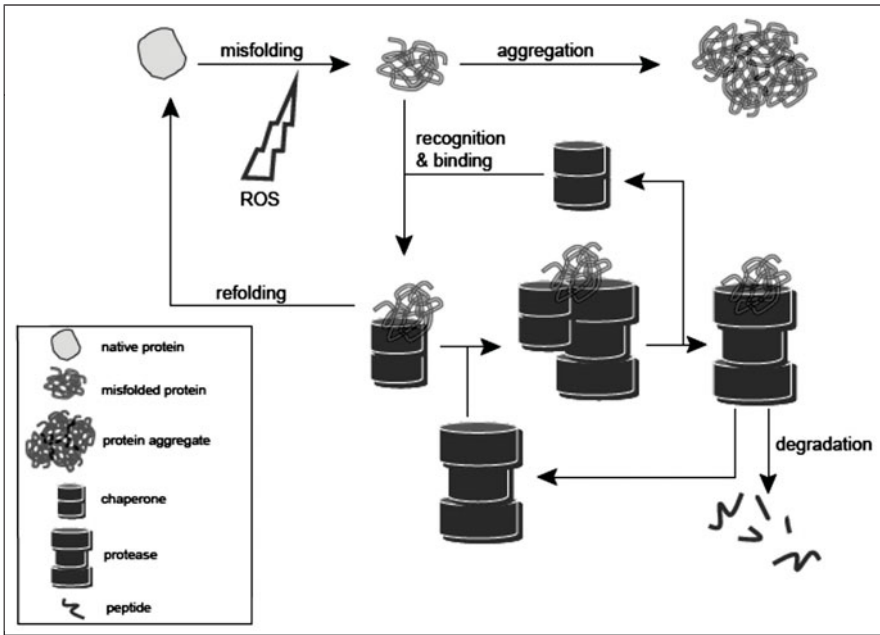 misfolding
aggregation
ROS
recognition
& binding
refolding
degradation
native protein
misfolded protein
protein aggregate
chaperone
protease
peptide